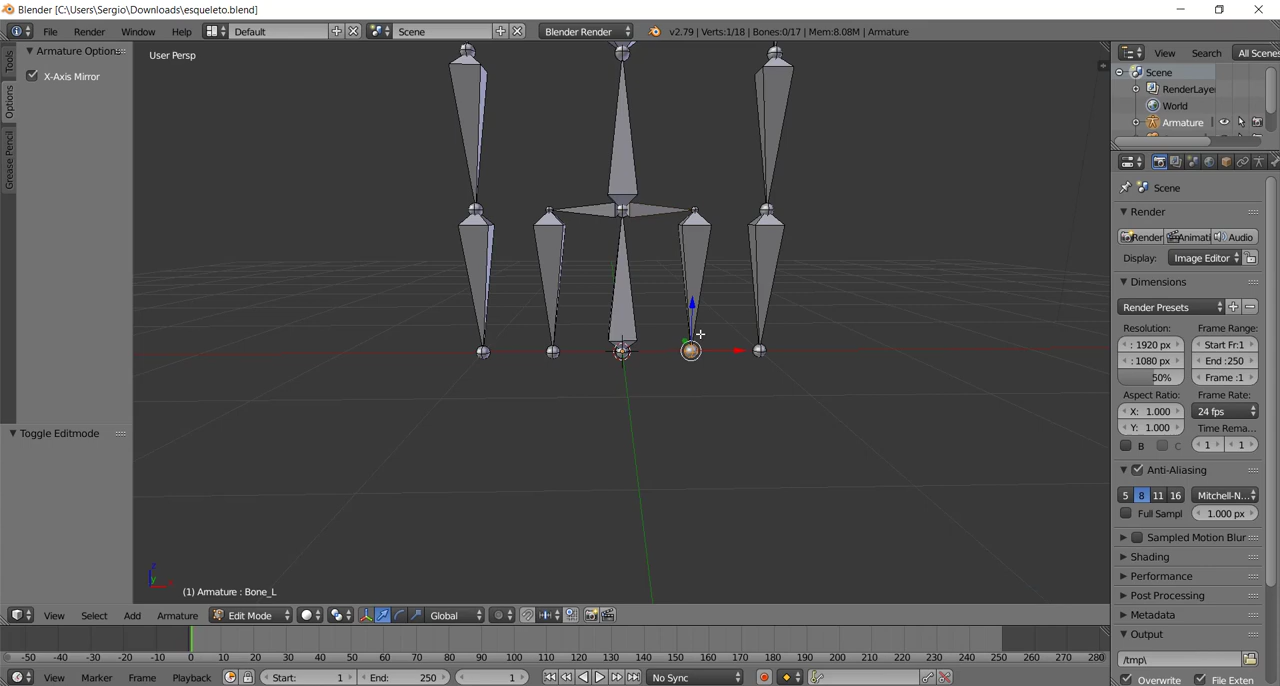 Blender [C:\Users\Sergio\Downloads\esqueleto.blend]
File Render Window Help Default Scene Blender Render v2.79 | Verts:1/18 | Bones:0/17 | Mem:8.08M | Armature
Tools
Options
Grease Pencil
Armature Options
X-Axis Mirror
Toggle Editmode
User Persp
(1) Armature : Bone_L
z
y
x
View Search All Scenes
Scene
RenderLayer
World
Armature
Scene
Render
Render Animati Audio
Display: Image Editor
Dimensions
Render Presets
Resolution: Frame Range:
: 1920 px Start Fr:1
: 1080 px End :250
50% Frame :1
Aspect Ratio: Frame Rate:
X: 1.000 24 fps
Y: 1.000 Time Rema...
B C 1 1
Anti-Aliasing
5 8 11 16 Mitchell-N...
Full Sampl 1.000 px
Sampled Motion Blur
Shading
Performance
Post Processing
Metadata
Output
/tmp\
Overwrite File Exten
View Select Add Armature Edit Mode Global
-50 -40 -30 -20 -10 0 10 20 30 40 50 60 70 80 90 100 110 120 130 140 150 160 170 180 190 200 210 220 230 240 250 260 270 280
View Marker Frame Playback Start: 1 End: 250 1 No Sync